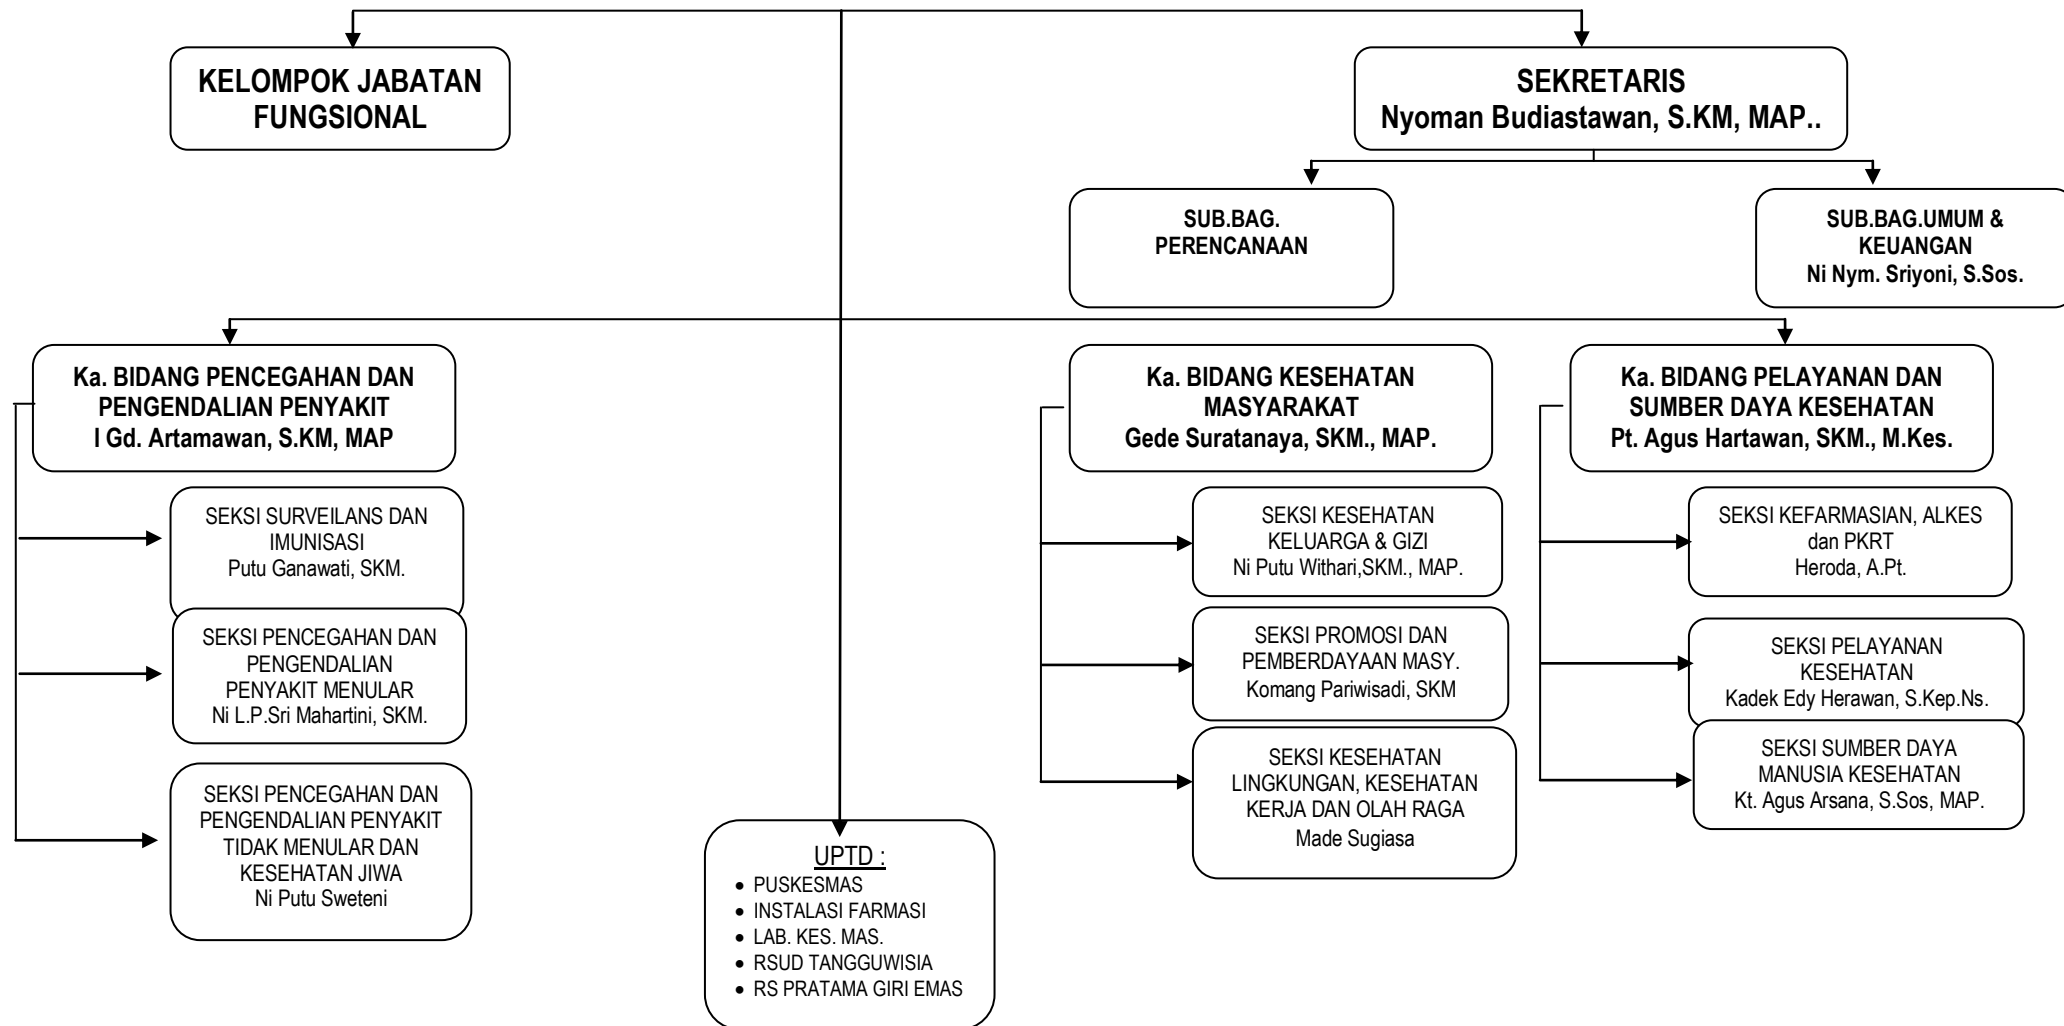 KELOMPOK JABATAN
FUNGSIONAL
SEKRETARIS
Nyoman Budiastawan, S.KM, MAP..
SUB.BAG.
PERENCANAAN
SUB.BAG.UMUM &
KEUANGAN
Ni Nym. Sriyoni, S.Sos.
Ka. BIDANG PENCEGAHAN DAN
PENGENDALIAN PENYAKIT
I Gd. Artamawan, S.KM, MAP
SEKSI SURVEILANS DAN
IMUNISASI
Putu Ganawati, SKM.
SEKSI PENCEGAHAN DAN
PENGENDALIAN
PENYAKIT MENULAR
Ni L.P.Sri Mahartini, SKM.
SEKSI PENCEGAHAN DAN
PENGENDALIAN PENYAKIT
TIDAK MENULAR DAN
KESEHATAN JIWA
Ni Putu Sweteni
UPTD :
• PUSKESMAS
• INSTALASI FARMASI
• LAB. KES. MAS.
• RSUD TANGGUWISIA
• RS PRATAMA GIRI EMAS
Ka. BIDANG KESEHATAN
MASYARAKAT
Gede Suratanaya, SKM., MAP.
SEKSI KESEHATAN
KELUARGA & GIZI
Ni Putu Withari,SKM., MAP.
SEKSI PROMOSI DAN
PEMBERDAYAAN MASY.
Komang Pariwisadi, SKM
SEKSI KESEHATAN
LINGKUNGAN, KESEHATAN
KERJA DAN OLAH RAGA
Made Sugiasa
Ka. BIDANG PELAYANAN DAN
SUMBER DAYA KESEHATAN
Pt. Agus Hartawan, SKM., M.Kes.
SEKSI KEFARMASIAN, ALKES
dan PKRT
Heroda, A.Pt.
SEKSI PELAYANAN
KESEHATAN
Kadek Edy Herawan, S.Kep.Ns.
SEKSI SUMBER DAYA
MANUSIA KESEHATAN
Kt. Agus Arsana, S.Sos, MAP.